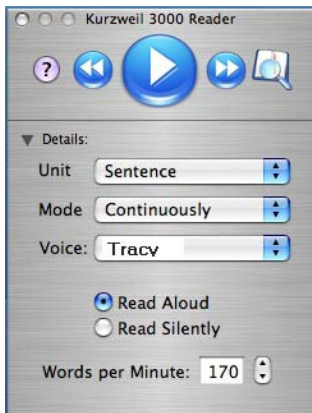 Kurzweil 3000 Reader
?
Details:
Unit Sentence
Mode Continuously
Voice: Tracy
Read Aloud
Read Silently
Words per Minute: 170